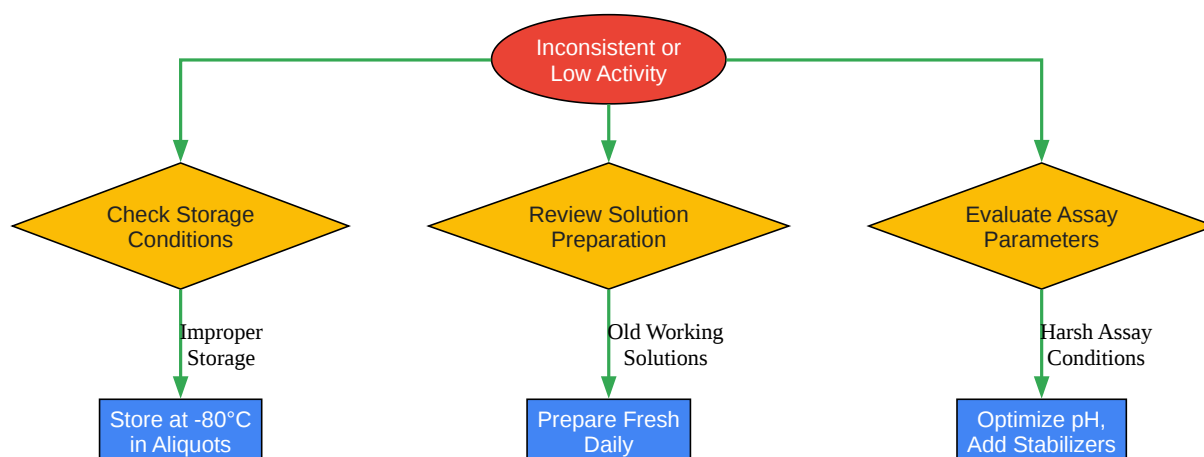 Inconsistent or
Low Activity
Check Storage
Conditions
Review Solution
Preparation
Evaluate Assay
Parameters
Improper
Storage
Old Working
Solutions
Harsh Assay
Conditions
Store at -80°C
in Aliquots
Prepare Fresh
Daily
Optimize pH,
Add Stabilizers